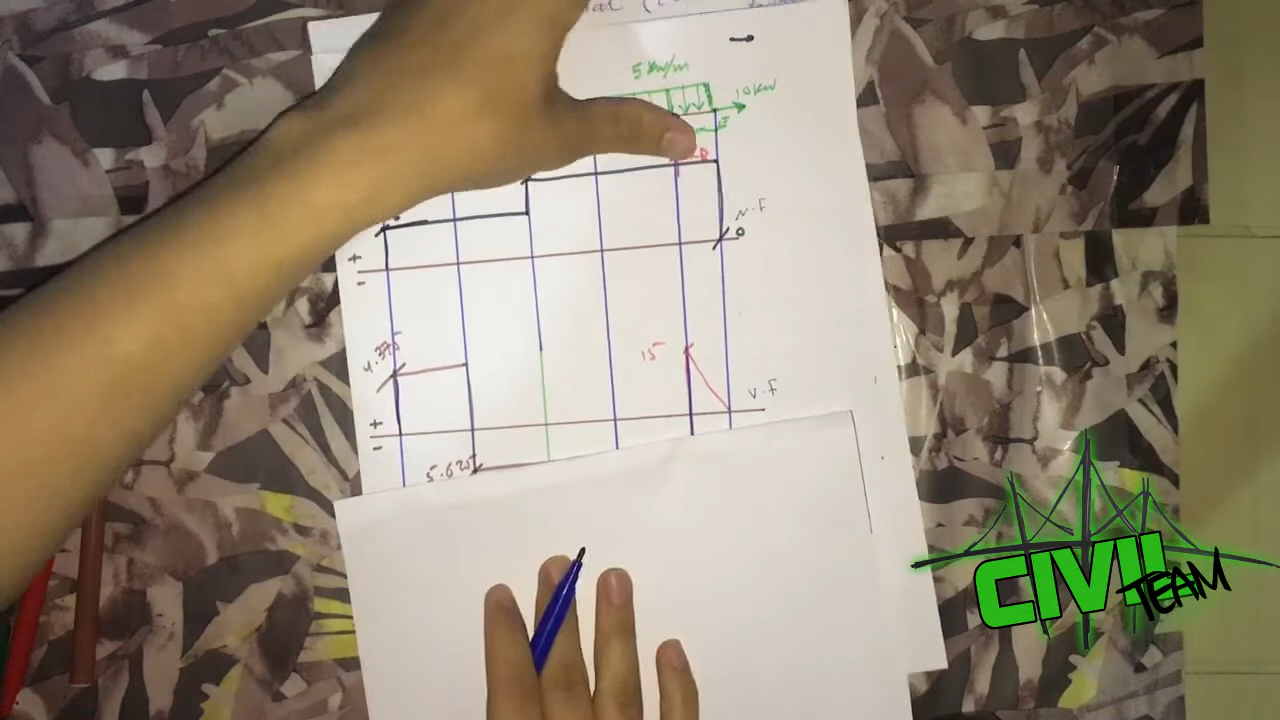 5 kN/m
10 kN
E
N.F
0
+
-
4.375
15
V.F
+
-
5.625
CIVIL
TEAM